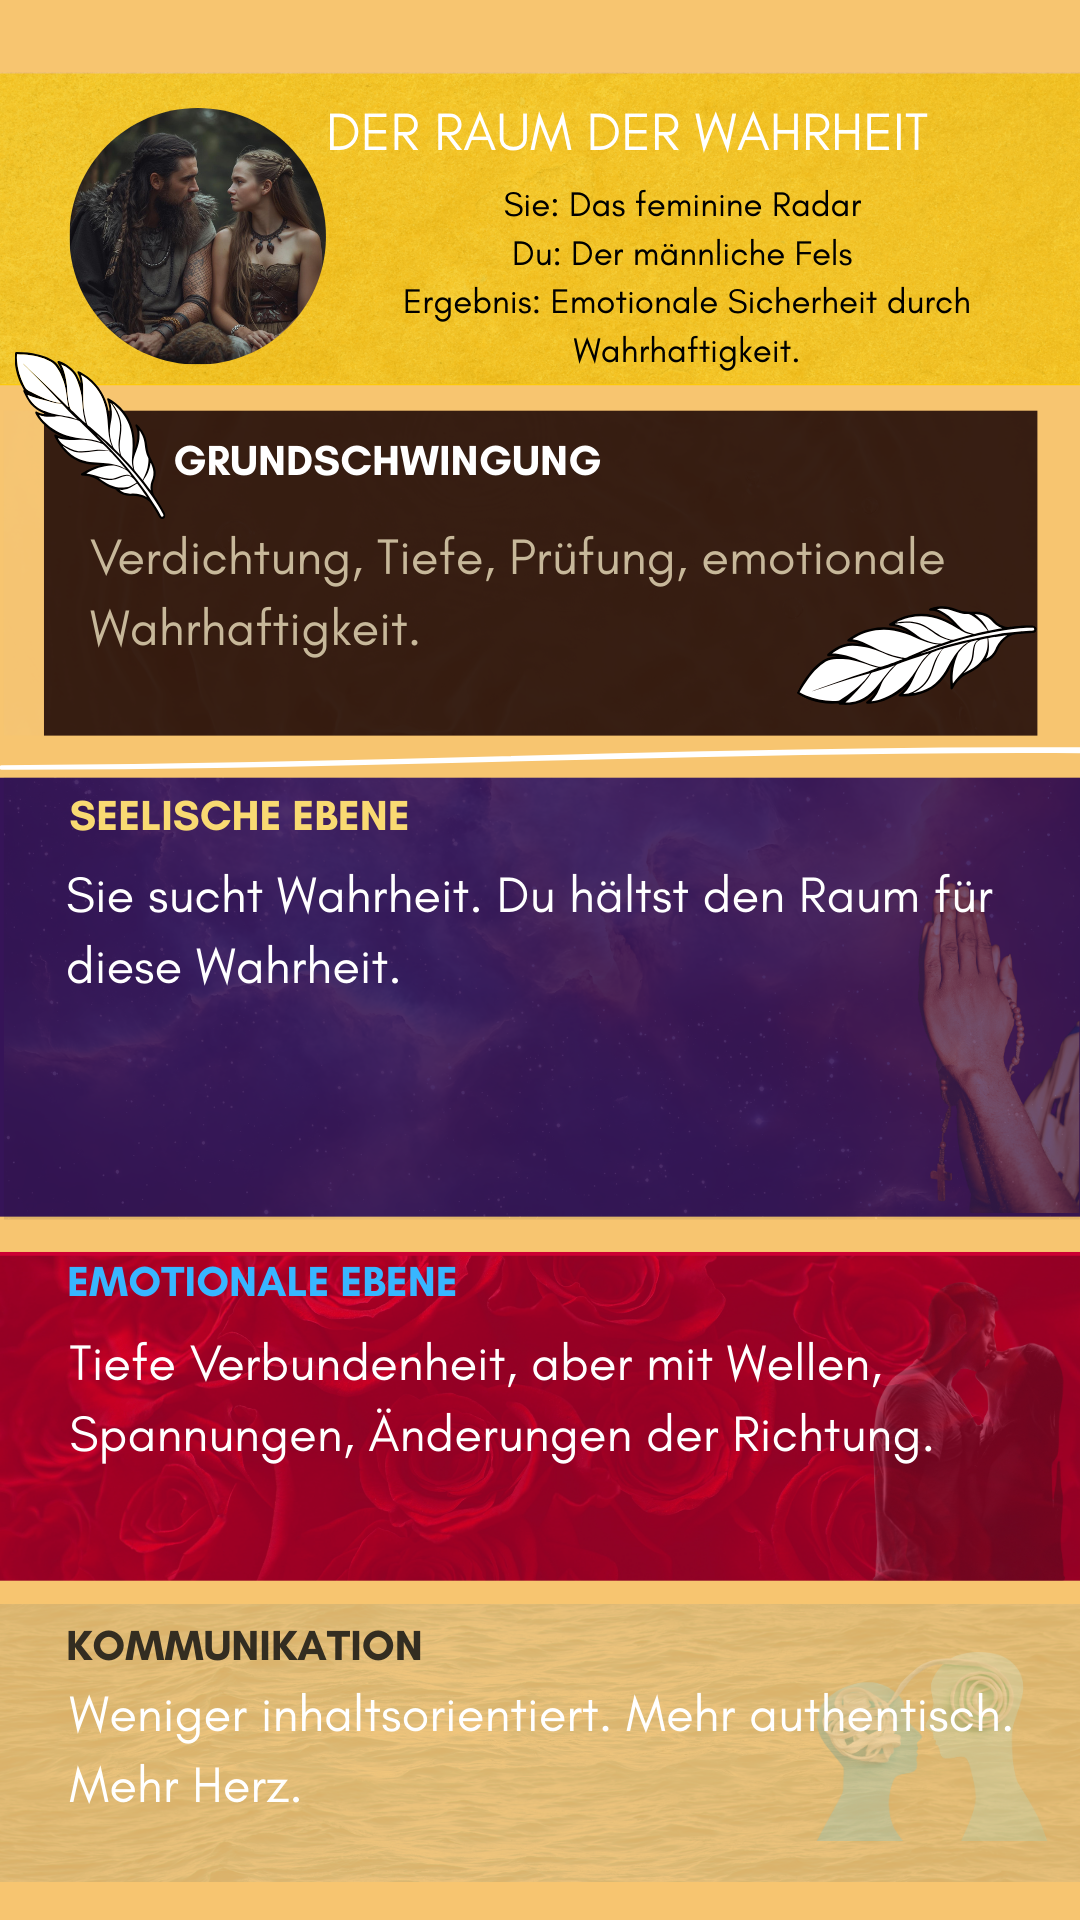 DER RAUM DER WAHRHEIT
Sie: Das feminine Radar
Du: Der männliche Fels
Ergebnis: Emotionale Sicherheit durch
Wahrhaftigkeit.
GRUNDSCHWINGUNG
Verdichtung, Tiefe, Prüfung, emotionale
Wahrhaftigkeit.
SEELISCHE EBENE
Sie sucht Wahrheit. Du hältst den Raum für
diese Wahrheit.
EMOTIONALE EBENE
Tiefe Verbundenheit, aber mit Wellen,
Spannungen, Änderungen der Richtung.
KOMMUNIKATION
Weniger inhaltsorientiert. Mehr authentisch.
Mehr Herz.